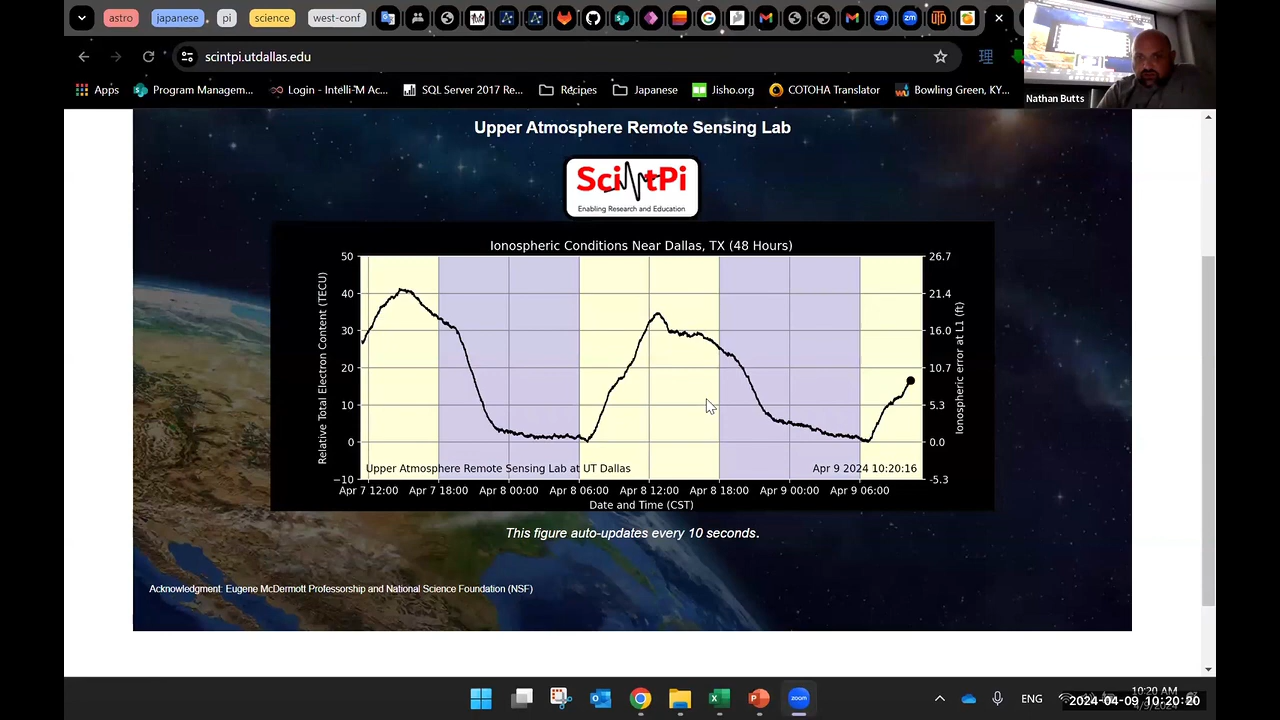 astro
japanese
pi
science
west-conf
scintpi.utdallas.edu
Apps
Program Managem...
Login - Intelli-M Ac...
SQL Server 2017 Re...
Recipes
Japanese
Jisho.org
COTOHA Translator
Bowling Green, KY...
Nathan Butts
Upper Atmosphere Remote Sensing Lab
ScintPi
Enabling Research and Education
Ionospheric Conditions Near Dallas, TX (48 Hours)
Relative Total Electron Content (TECU)
50
40
30
20
10
0
−10
26.7
21.4
16.0
10.7
5.3
0.0
-5.3
Ionospheric error at L1 (ft)
Upper Atmosphere Remote Sensing Lab at UT Dallas
Apr 9 2024 10:20:16
Apr 7 12:00 Apr 7 18:00 Apr 8 00:00 Apr 8 06:00 Apr 8 12:00 Apr 8 18:00 Apr 9 00:00 Apr 9 06:00
Date and Time (CST)
This figure auto-updates every 10 seconds.
Acknowledgment: Eugene McDermott Professorship and National Science Foundation (NSF)
zoom
ENG
10:20 AM
2024-04-09 10:20:20